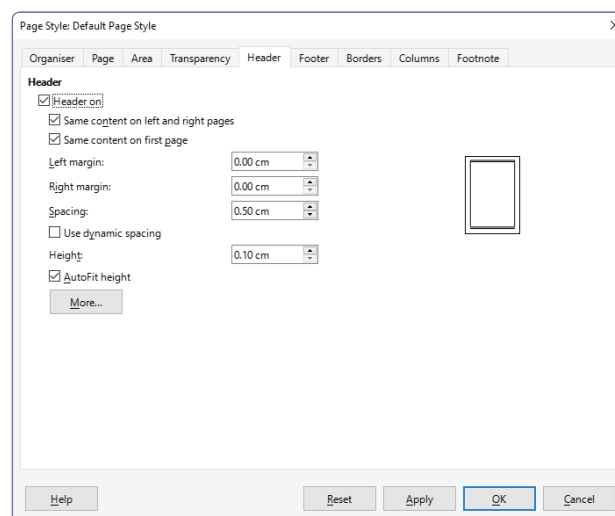 Page Style: Default Page Style
Organiser Page Area Transparency Header Footer Borders Columns Footnote
Header
Header on
Same content on left and right pages
Same content on first page
Left margin: 0.00 cm
Right margin: 0.00 cm
Spacing: 0.50 cm
Use dynamic spacing
Height: 0.10 cm
AutoFit height
More...
Help Reset Apply OK Cancel